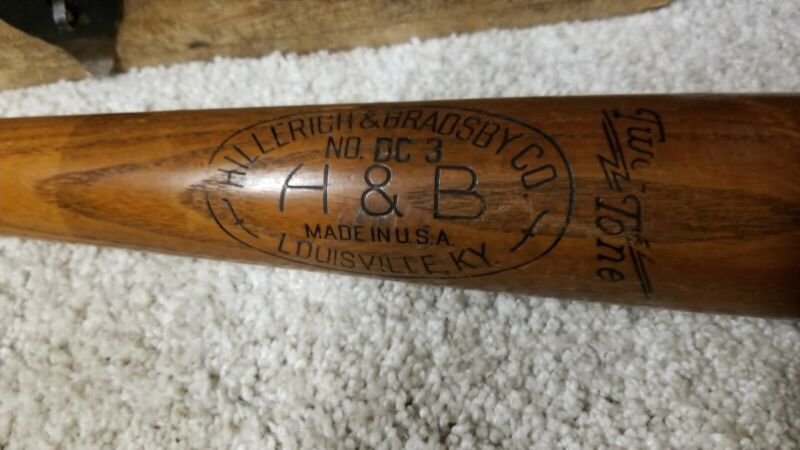 HILLERICH & BRADSBY CO.
NO. DC 3
H & B
MADE IN U.S.A.
LOUISVILLE. KY.
Two Tone